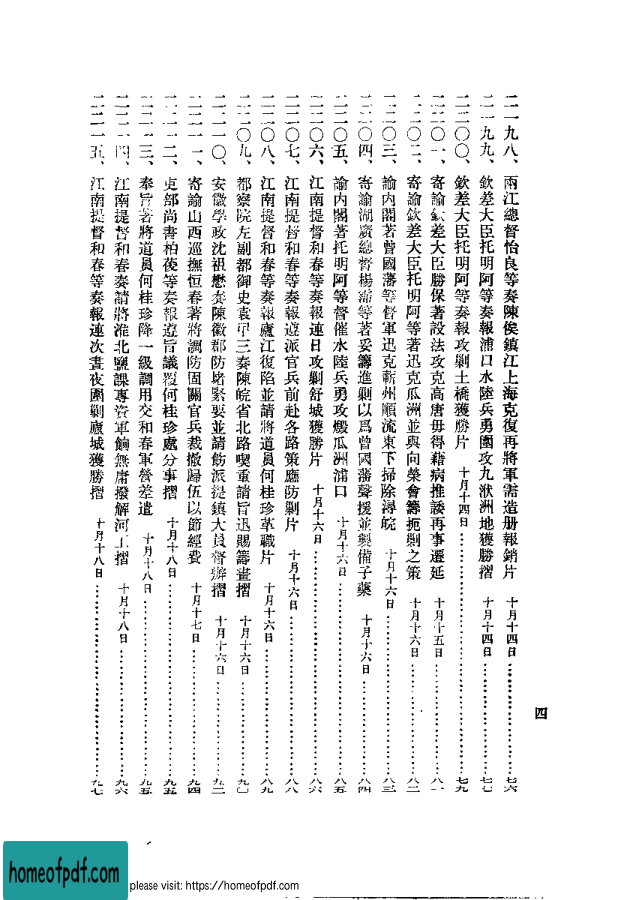 二一九八、兩江總督怡良等奏陳俟鎮江上海克復再將軍需造册報銷片 十月十四日……七六
二一九九、欽差大臣托明阿等奏報浦口水陸兵勇圍攻九洑洲地獲勝摺 十月十四日……七七
二二〇〇、欽差大臣托明阿等奏報攻剿土橋獲勝片 十月十四日……七九
二二〇一、寄諭欽差大臣勝保著設法攻克高唐毋得藉病推諉再事遷延 十月十五日……八一
二二〇二、寄諭欽差大臣托明阿等著迅克瓜洲並與向榮會籌扼剿之策 十月十六日……八二
二二〇三、諭內閣著曾國藩等督軍迅克蘄州順流東下掃除潯皖 十月十六日……八三
二二〇四、寄諭湖廣總督楊霈等著妥籌進剿以爲曾國藩聲援並製備子藥 十月十六日……八四
二二〇五、諭內閣著托明阿等督催水陸兵勇攻燬瓜洲浦口 十月十六日……八五
二二〇六、江南提督和春等奏報連日攻剿舒城獲勝片 十月十六日……八六
二二〇七、江南提督和春等奏報遵派官兵前赴各路策應防剿片 十月十六日……八八
二二〇八、江南提督和春等奏報廬江復陷並請將道員何桂珍革職片 十月十六日……八九
二二〇九、都察院左副都御史袁甲三奏陳皖省北路喫重請旨迅賜籌畫摺 十月十六日……九〇
二二一〇、安徽學政沈祖懋奏陳徽郡防堵緊要並請飭派提鎮大員督辦摺 十月十六日……九二
二二一一、寄諭山西巡撫恒春著將調防固關官兵裁撤歸伍以節經費 十月十七日……九四
二二一二、吏部尚書柏葰等奏報遵旨議覆何桂珍處分事摺 十月十八日……九五
二二一三、奉旨著將道員何桂珍降一級調用交和春軍營差遣 十月十八日……九五
二二一四、江南提督和春奏請將淮北鹽課專資軍餉無庸撥解河工摺 十月十八日……九六
二二一五、江南提督和春等奏報連次晝夜圍剿廬城獲勝摺 十月十八日……九七
四
homeofpdf.com
please visit: https://homeofpdf.com